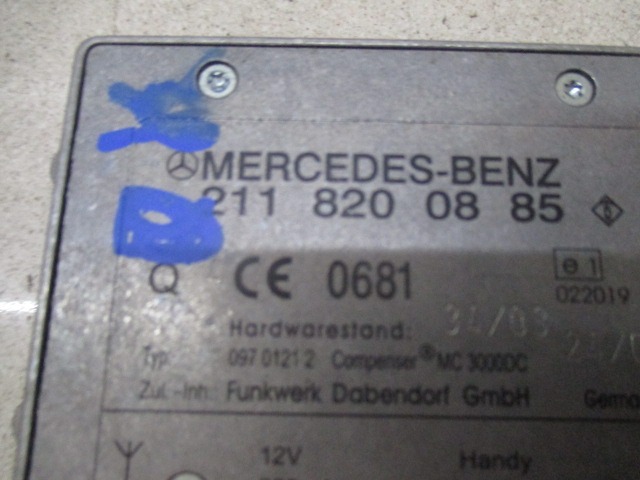 MERCEDES-BENZ
211 820 08 85
Q CE 0681 e1
022019
Hardwarestand: 34/03
Typ: 097 0121 2 Compenser® MC 3000DC
Zul.-Inh: Funkwerk Dabendorf GmbH
12V Handy